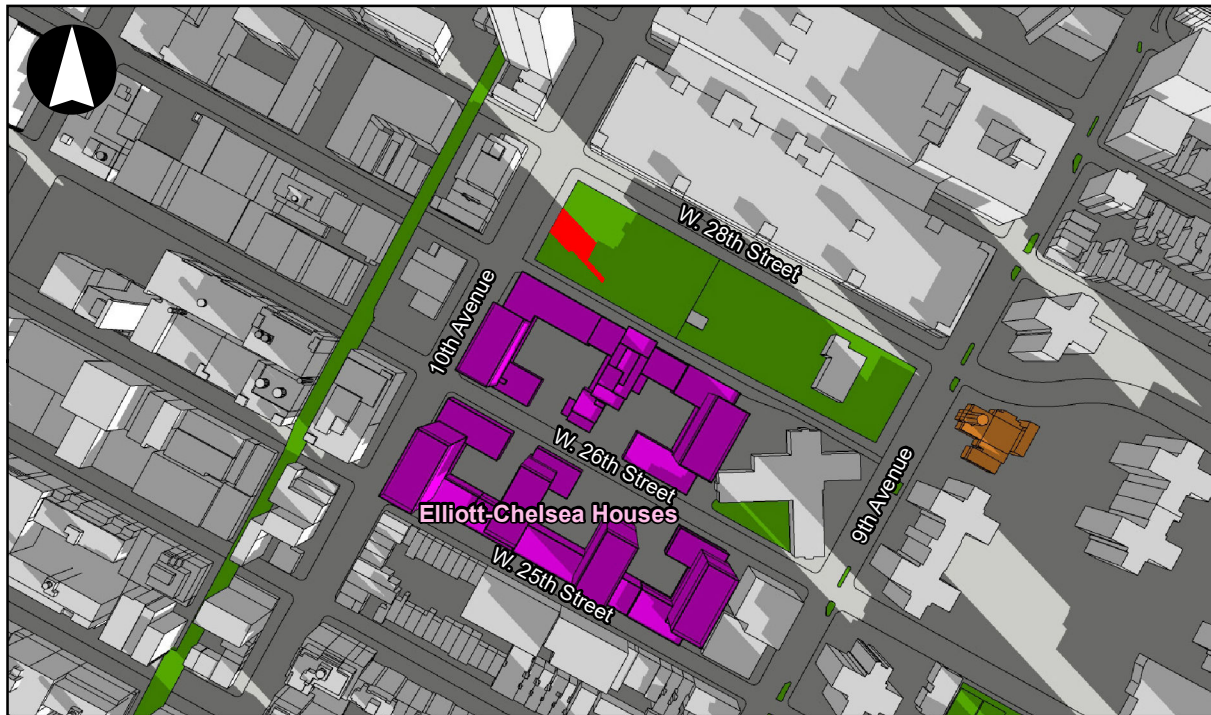 W. 28th Street
10th Avenue
W. 26th Street
9th Avenue
Elliott-Chelsea Houses
W. 25th Street